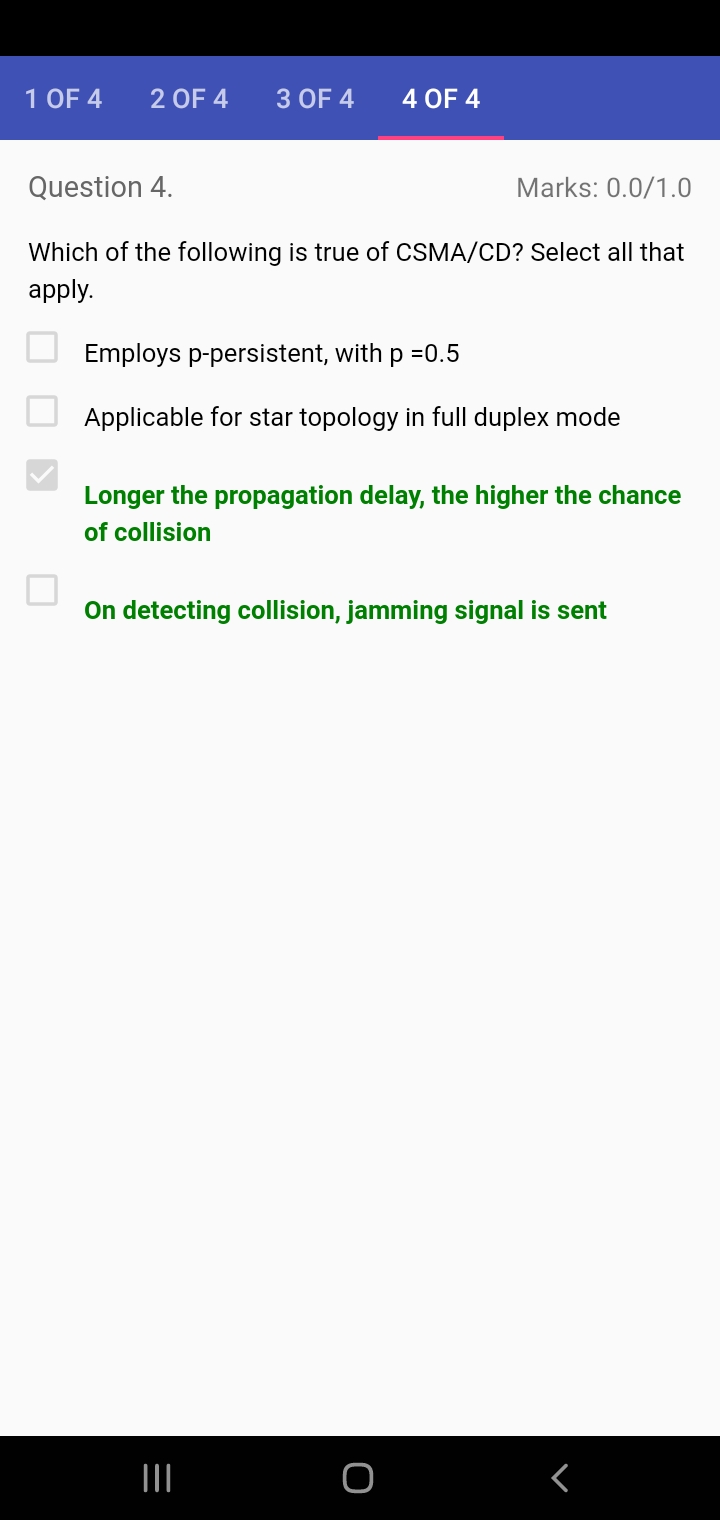 1 OF 4 2 OF 4 3 OF 4 4 OF 4
Question 4. Marks: 0.0/1.0
Which of the following is true of CSMA/CD? Select all that
apply.
Employs p-persistent, with p =0.5
Applicable for star topology in full duplex mode
Longer the propagation delay, the higher the chance
of collision
On detecting collision, jamming signal is sent